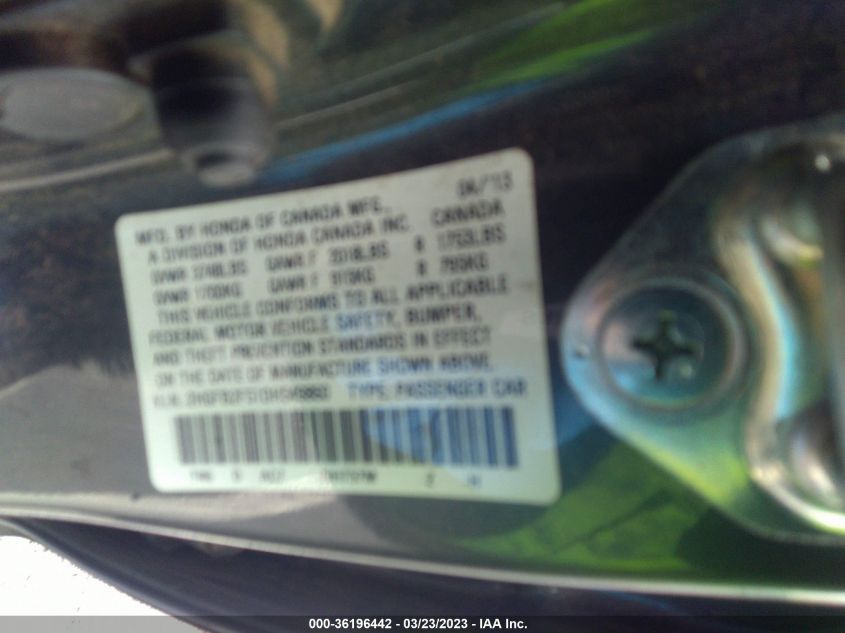 04/'13
MFD. BY HONDA OF CANADA MFG.,
A DIVISION OF HONDA CANADA INC. CANADA
GVWR 3748LBS GAWR F 2018LBS R 1753LBS
GVWR 1700KG GAWR F 915KG R 795KG
THIS VEHICLE CONFORMS TO ALL APPLICABLE
FEDERAL MOTOR VEHICLE SAFETY, BUMPER,
AND THEFT PREVENTION STANDARDS IN EFFECT
ON THE DATE OF MANUFACTURE SHOWN ABOVE.
V.I.N. TYPE: PASSENGER CAR
000-36196442 - 03/23/2023 - IAA Inc.